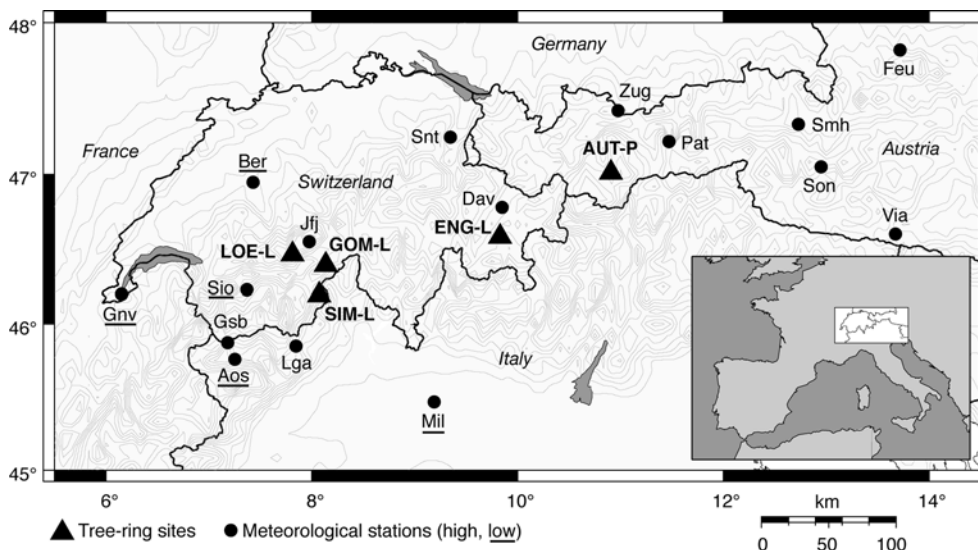 48°
Germany
Feu
Zug
Snt
Smh
France
Pat
AUT-P
Austria
Ber
47°
Switzerland
Son
Dav
Jfj
ENG-L
Via
LOE-L
GOM-L
Sio
Gnv
SIM-L
46°
Gsb
Lga
Italy
Aos
Mil
45°
6° 8° 10° 12° 14°
km
Tree-ring sites Meteorological stations (high, low)
0 50 100